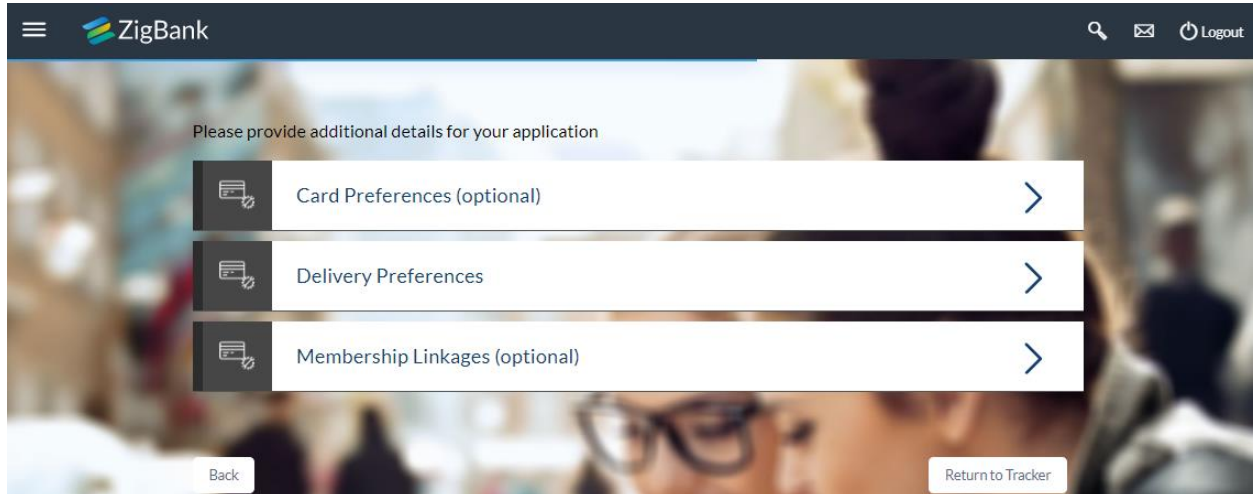 ZigBank
Logout
Please provide additional details for your application
Card Preferences (optional)
Delivery Preferences
Membership Linkages (optional)
Back
Return to Tracker